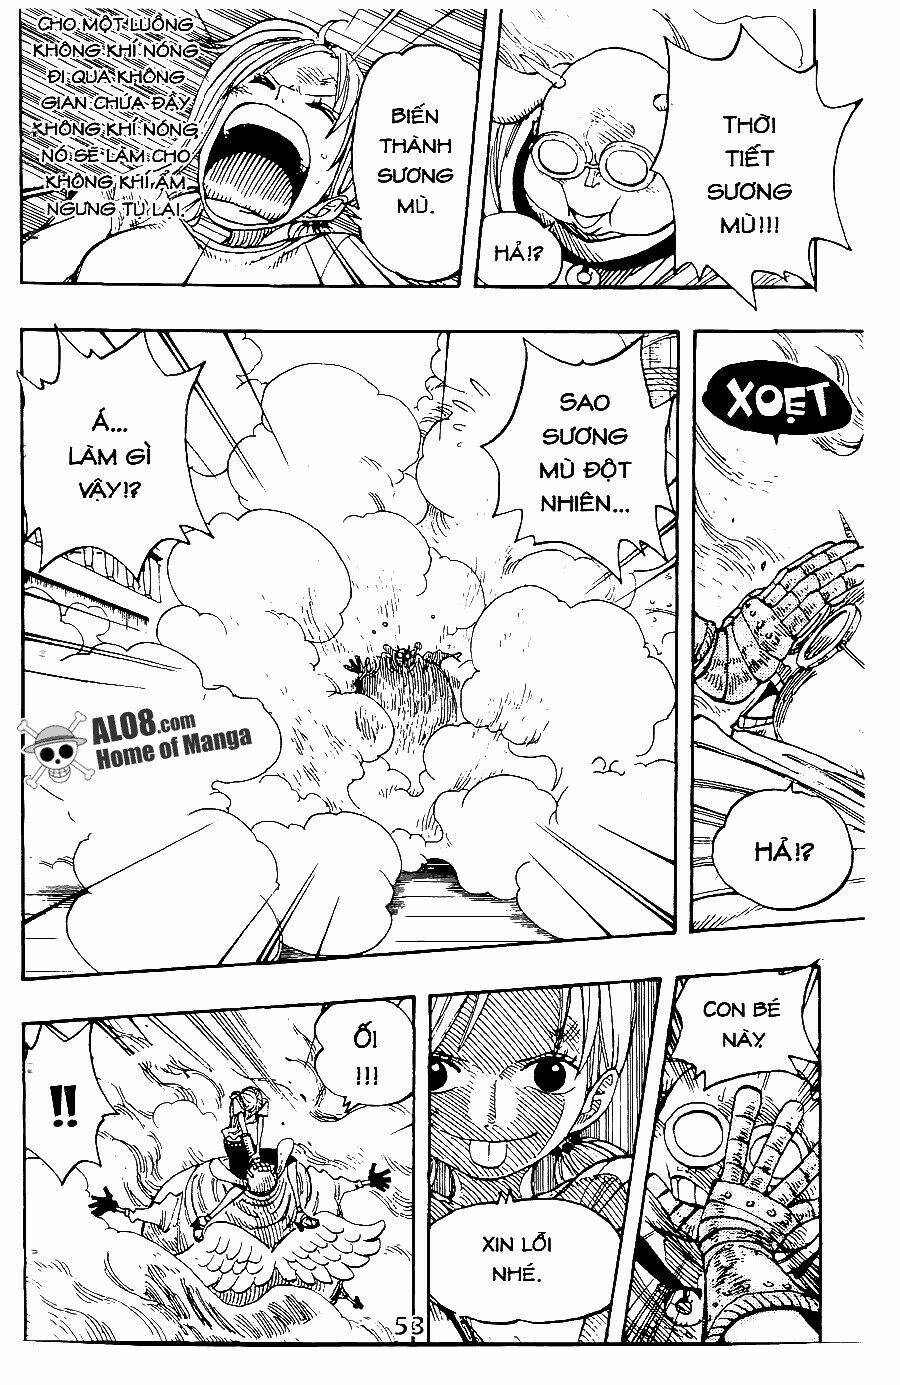 CHO MỘT LUỒNG
KHÔNG KHÍ NÓNG
ĐI QUA KHÔNG
GIAN CHỨA ĐẦY
KHÔNG KHÍ NÓNG
NÓ SẼ LÀM CHO
KHÔNG KHÍ ẨM
NGƯNG TỤ LẠI.
BIẾN
THÀNH
SƯƠNG
MÙ.
HẢ!?
THỜI
TIẾT
SƯƠNG
MÙ!!!
Á...
LÀM GÌ
VẬY!?
SAO
SƯƠNG
MÙ ĐỘT
NHIÊN...
XOẸT
HẢ!?
ALO8.com
Home of Manga
!!
ỐI
!!!
XIN LỖI
NHÉ.
CON BÉ
NÀY
53